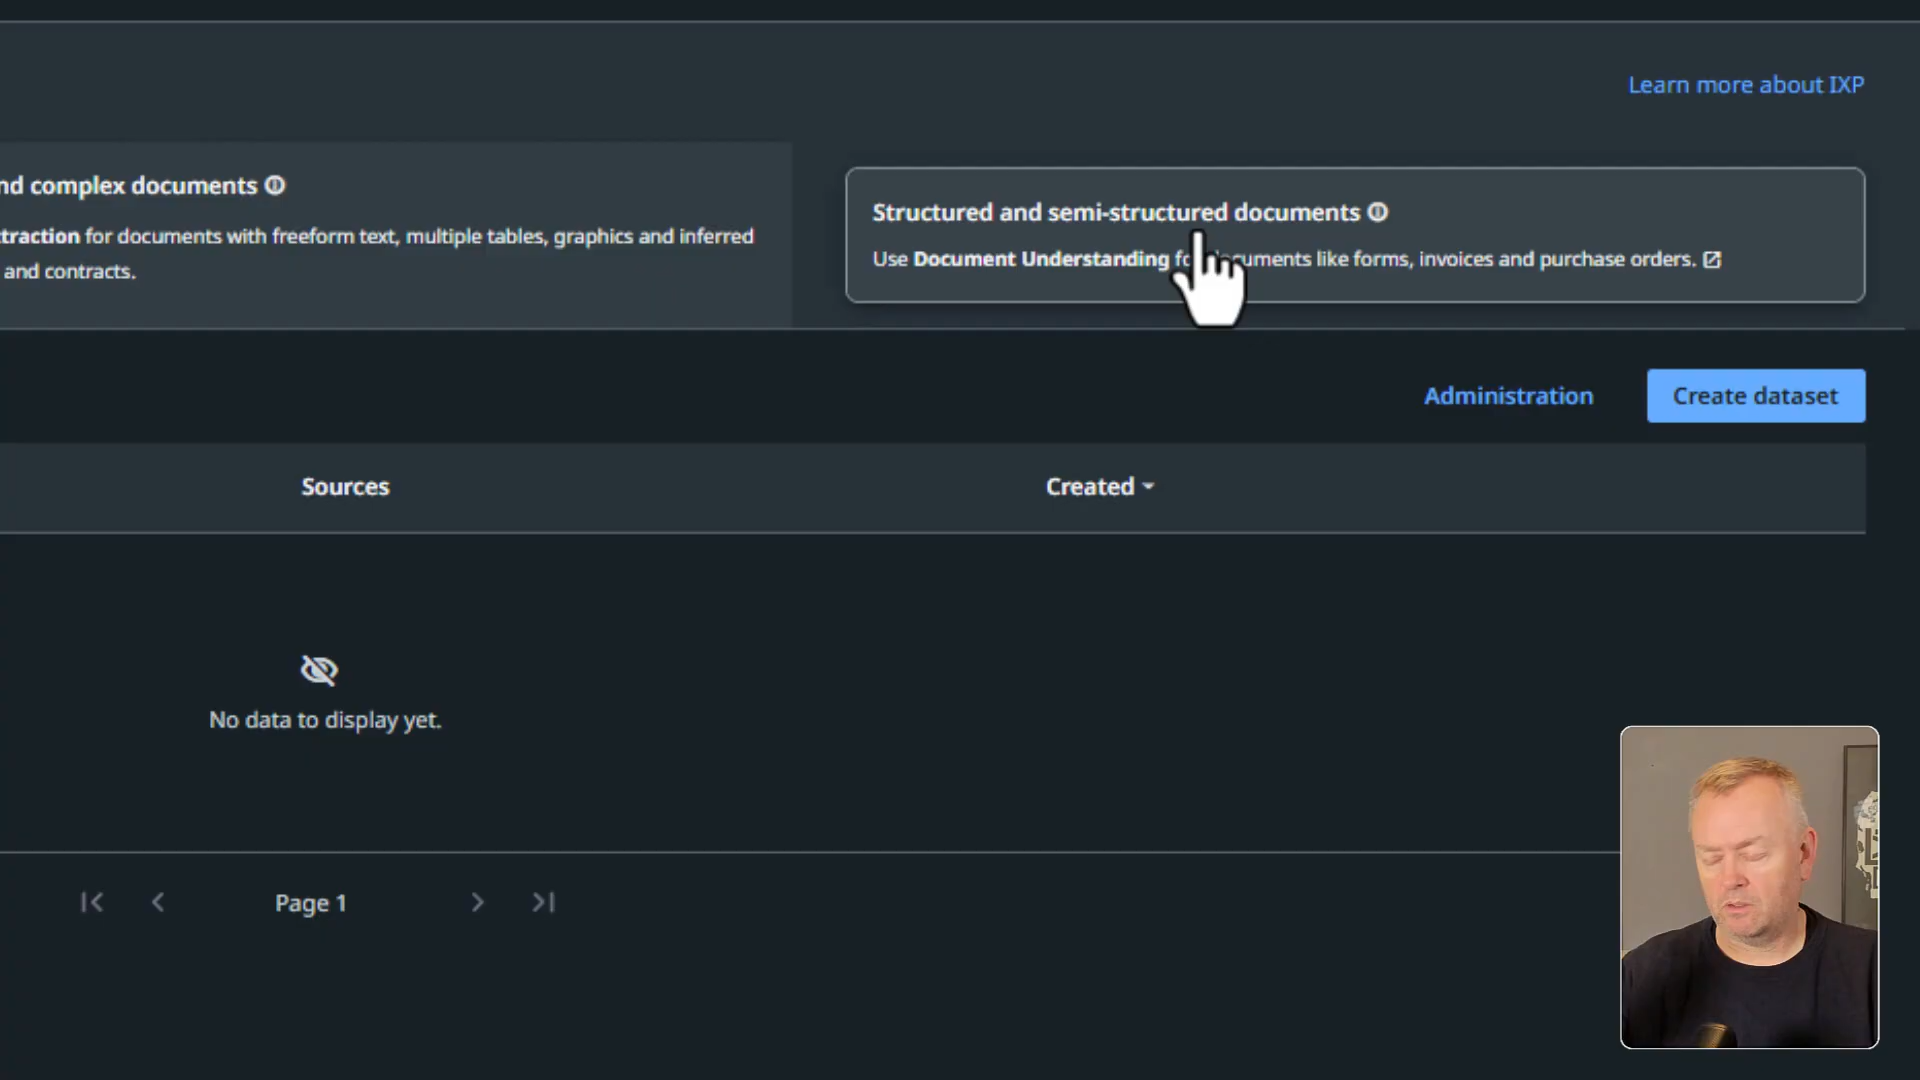 Learn more about IXP
nd complex documents
Structured and semi-structured documents
traction for documents with freeform text, multiple tables, graphics and inferred
Use Document Understanding documents like forms, invoices and purchase orders.
and contracts.
Administration
Create dataset
Sources
Created
No data to display yet.
Page 1